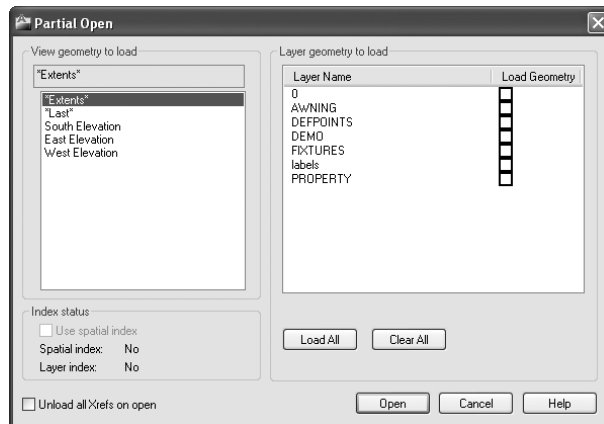 Partial Open
View geometry to load
*Extents*
*Extents*
*Last*
South Elevation
East Elevation
West Elevation
Index status
Use spatial index
Spatial index: No
Layer index: No
Unload all Xrefs on open
Layer geometry to load
Layer Name Load Geometry
0
AWNING
DEFPOINTS
DEMO
FIXTURES
labels
PROPERTY
Load All Clear All
Open Cancel Help